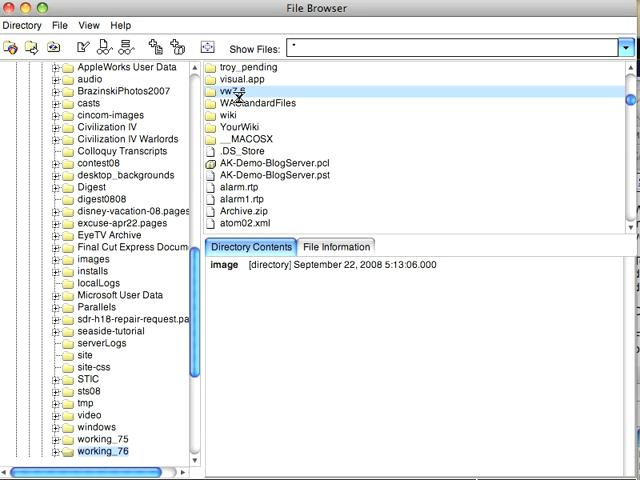 File Browser
Directory File View Help
Show Files: *
AppleWorks User Data
audio
BrazinskiPhotos2007
casts
cincom-images
Civilization IV
Civilization IV Warlords
Colloquy Transcripts
contest08
desktop_backgrounds
Digest
digest0808
disney-vacation-08.pages
excuse-apr22.pages
EyeTV Archive
Final Cut Express Docum
images
installs
localLogs
Microsoft User Data
Parallels
sdr-h18-repair-request.pa
seaside-tutorial
serverLogs
site
site-css
STIC
sts08
tmp
video
windows
working_75
working_76
troy_pending
visual.app
vw7.6
WAStandardFiles
wiki
YourWiki
__MACOSX
.DS_Store
AK-Demo-BlogServer.pcl
AK-Demo-BlogServer.pst
alarm.rtp
alarm1.rtp
Archive.zip
atom02.xml
Directory Contents File Information
image [directory] September 22, 2008 5:13:06.000